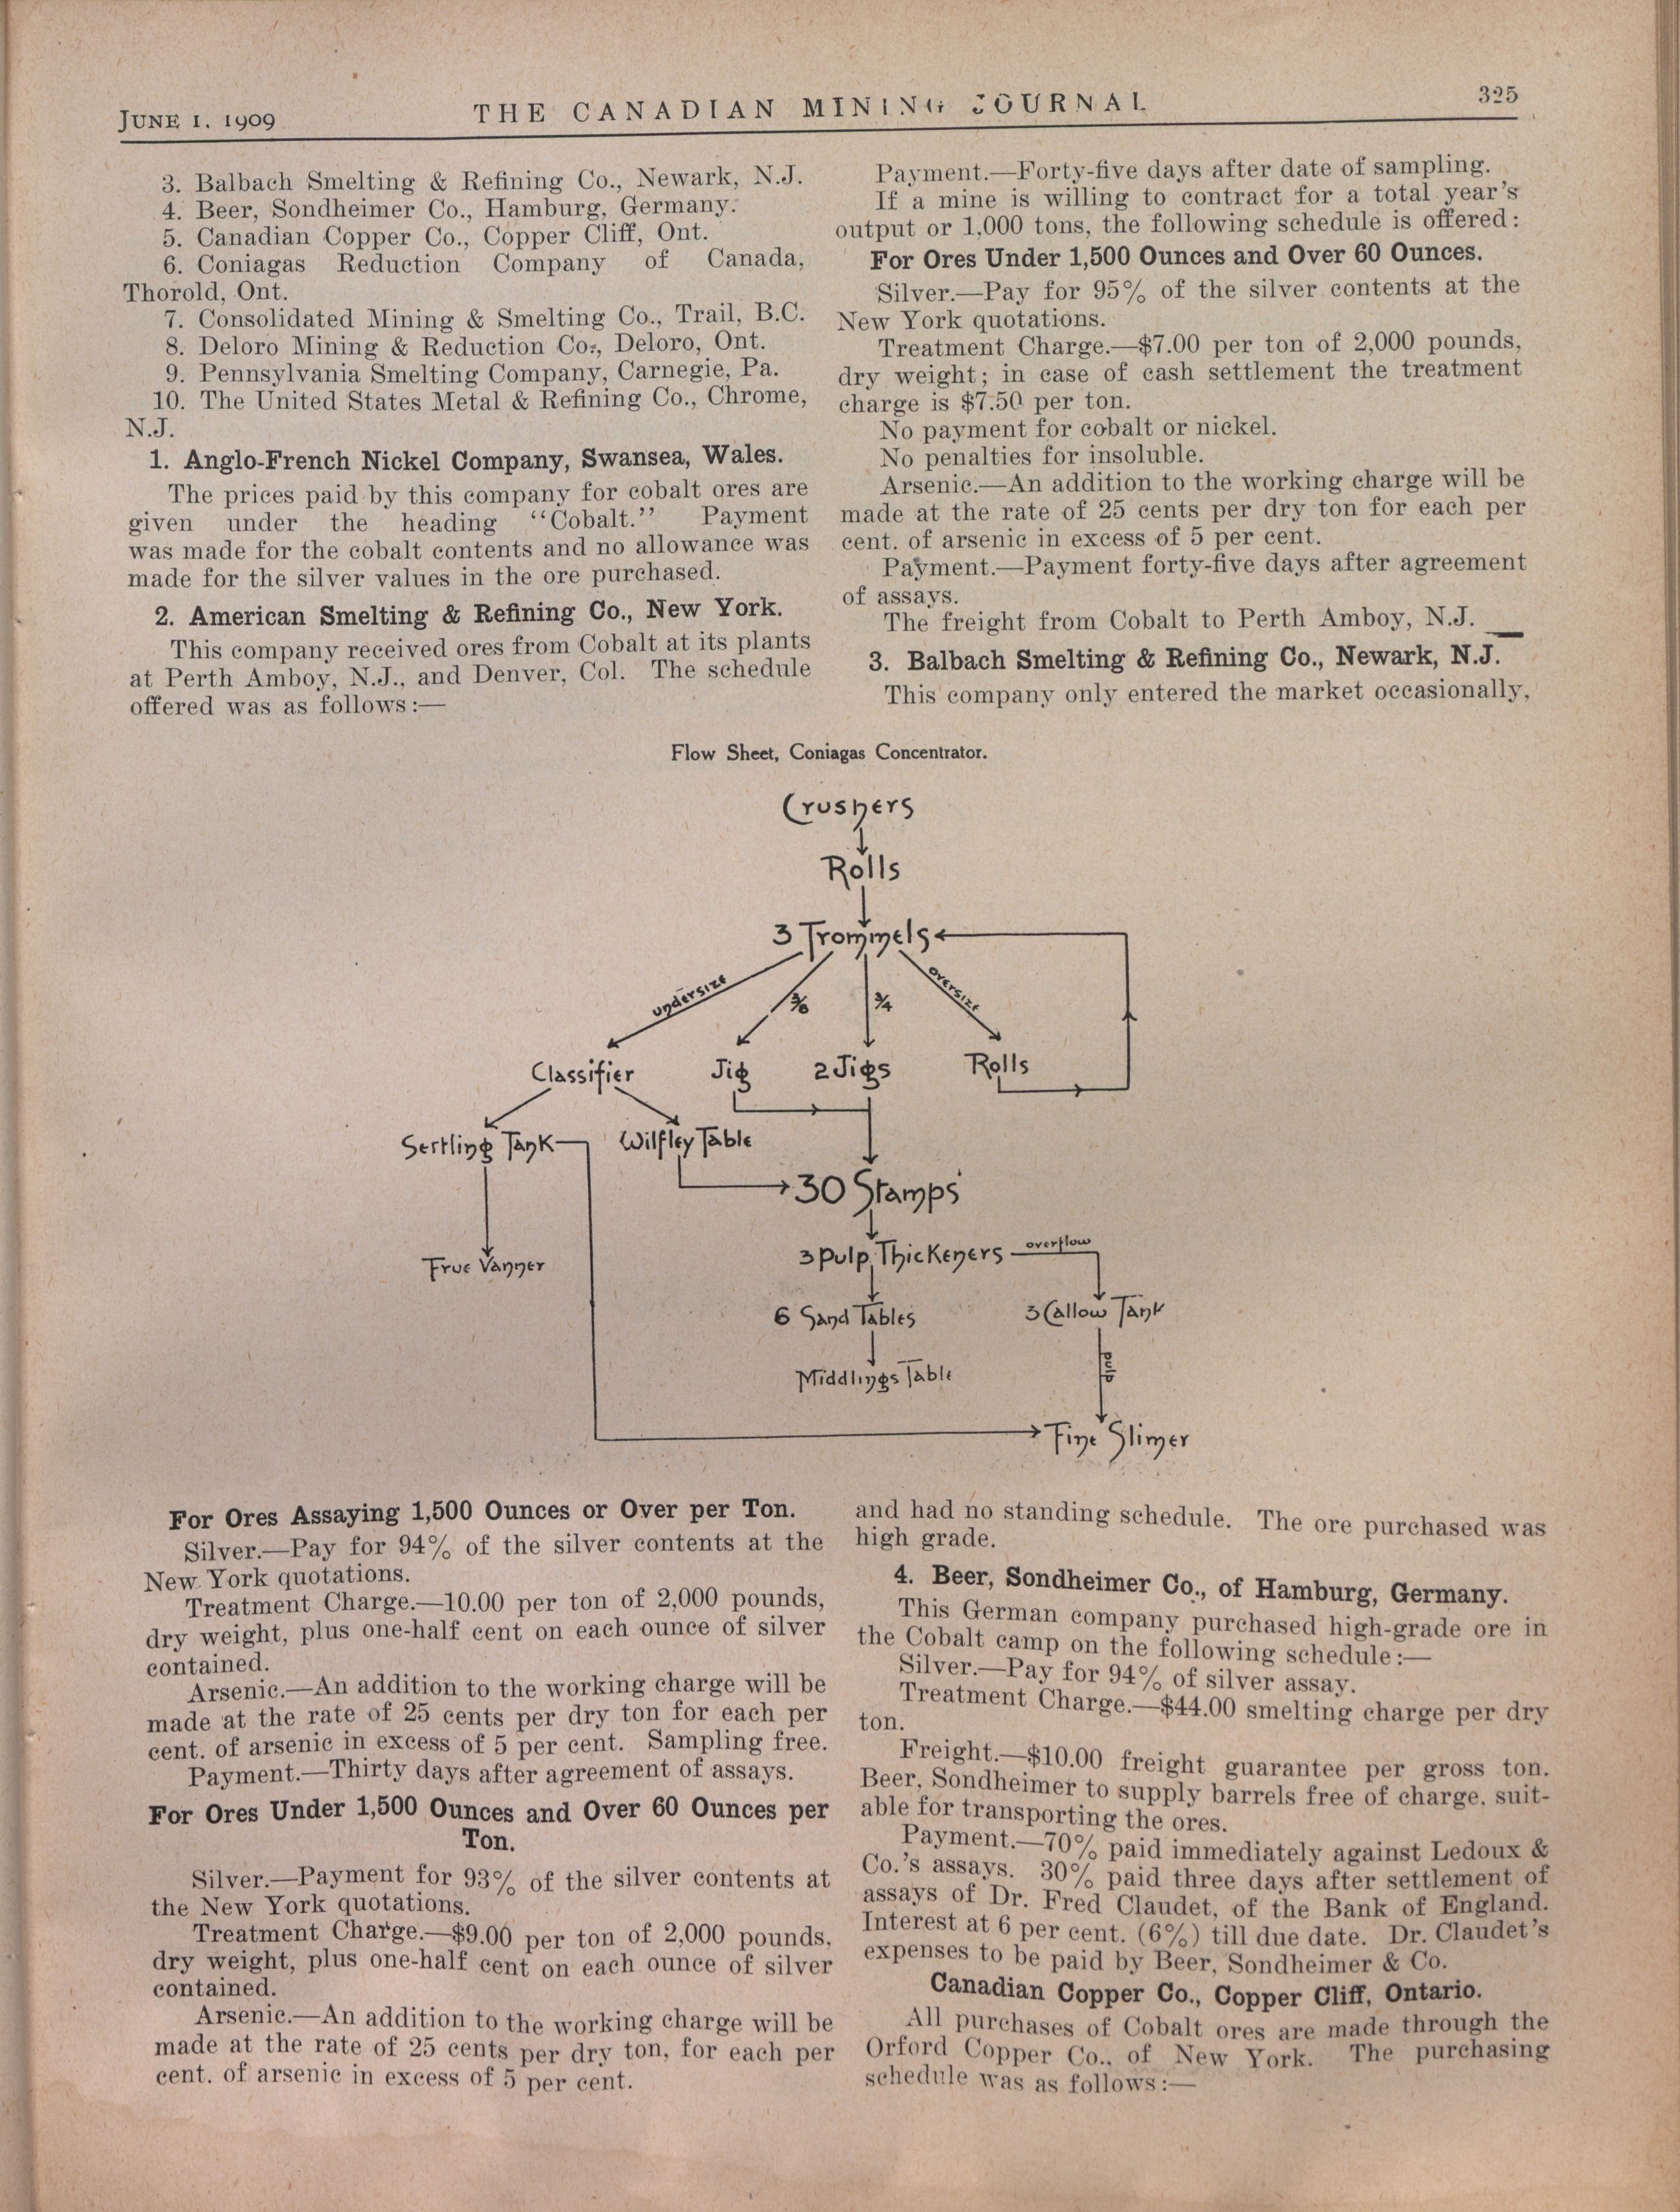 JUNE 1. 1909
THE CANADIAN MINING JOURNAL
325
3. Balbach Smelting & Refining Co., Newark, N.J.
4. Beer, Sondheimer Co., Hamburg, Germany.
5. Canadian Copper Co., Copper Cliff, Ont.
6. Coniagas Reduction Company of Canada,
Thorold, Ont.
7. Consolidated Mining & Smelting Co., Trail, B.C.
8. Deloro Mining & Reduction Co., Deloro, Ont.
9. Pennsylvania Smelting Company, Carnegie, Pa.
10. The United States Metal & Refining Co., Chrome,
N.J.
1. Anglo-French Nickel Company, Swansea, Wales.
The prices paid by this company for cobalt ores are
given under the heading "Cobalt." Payment
was made for the cobalt contents and no allowance was
made for the silver values in the ore purchased.
2. American Smelting & Refining Co., New York.
This company received ores from Cobalt at its plants
at Perth Amboy, N.J., and Denver, Col. The schedule
offered was as follows:—
Payment.—Forty-five days after date of sampling.
If a mine is willing to contract for a total year's
output or 1,000 tons, the following schedule is offered:
For Ores Under 1,500 Ounces and Over 60 Ounces.
Silver.—Pay for 95% of the silver contents at the
New York quotations.
Treatment Charge.—$7.00 per ton of 2,000 pounds,
dry weight; in case of cash settlement the treatment
charge is $7.50 per ton.
No payment for cobalt or nickel.
No penalties for insoluble.
Arsenic.—An addition to the working charge will be
made at the rate of 25 cents per dry ton for each per
cent. of arsenic in excess of 5 per cent.
Payment.—Payment forty-five days after agreement
of assays.
The freight from Cobalt to Perth Amboy, N.J.
3. Balbach Smelting & Refining Co., Newark, N.J.
This company only entered the market occasionally,
Flow Sheet, Coniagas Concentrator.
Crushers
Rolls
3 Trommels
undersize
3/4
oversize
Classifier
Jig
2 Jigs
Rolls
Settling Tank
Wilfley Table
30 Stamps
3 Pulp Thickeners
overflow
Frue Vanner
6 Sand Tables
3 Callow Tank
Middlings Table
Fine Slimer
For Ores Assaying 1,500 Ounces or Over per Ton.
Silver.—Pay for 94% of the silver contents at the
New York quotations.
Treatment Charge.—10.00 per ton of 2,000 pounds,
dry weight, plus one-half cent on each ounce of silver
contained.
Arsenic.—An addition to the working charge will be
made at the rate of 25 cents per dry ton for each per
cent. of arsenic in excess of 5 per cent. Sampling free.
Payment.—Thirty days after agreement of assays.
For Ores Under 1,500 Ounces and Over 60 Ounces per
Ton.
Silver.—Payment for 93% of the silver contents at
the New York quotations.
Treatment Charge.—$9.00 per ton of 2,000 pounds,
dry weight, plus one-half cent on each ounce of silver
contained.
Arsenic.—An addition to the working charge will be
made at the rate of 25 cents per dry ton, for each per
cent. of arsenic in excess of 5 per cent.
and had no standing schedule. The ore purchased was
high grade.
4. Beer, Sondheimer Co., of Hamburg, Germany.
This German company purchased high-grade ore in
the Cobalt camp on the following schedule:—
Silver.—Pay for 94% of silver assay.
Treatment Charge.—$44.00 smelting charge per dry
ton.
Freight.—$10.00 freight guarantee per gross ton.
Beer, Sondheimer to supply barrels free of charge, suit-
able for transporting the ores.
Payment.—70% paid immediately against Ledoux &
Co.'s assays. 30% paid three days after settlement of
assays of Dr. Fred Claudet, of the Bank of England.
Interest at 6 per cent. (6%) till due date. Dr. Claudet's
expenses to be paid by Beer, Sondheimer & Co.
Canadian Copper Co., Copper Cliff, Ontario.
All purchases of Cobalt ores are made through the
Orford Copper Co., of New York. The purchasing
schedule was as follows:—